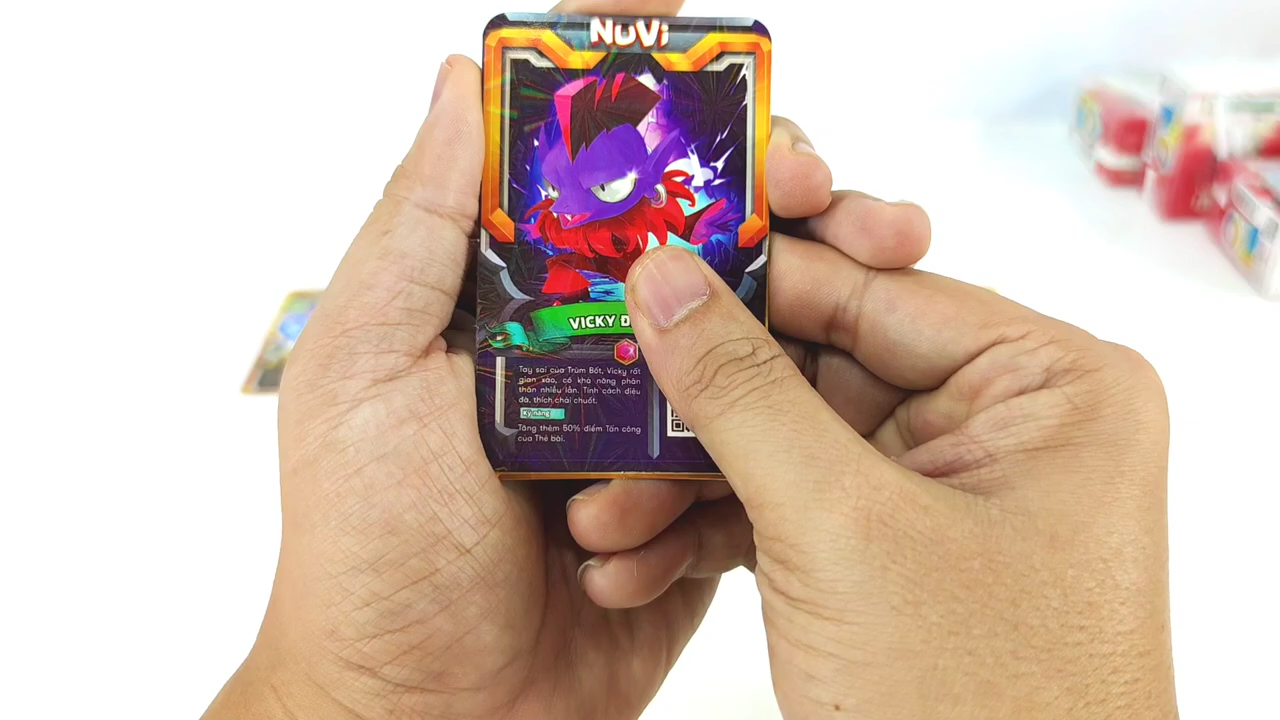 NuVi
VICKY
Tay sai của Trùm Bốt, Vicky rất
gian xảo, có khả năng phân
thân nhiều lần. Tính cách điệu
đà, thích chải chuốt.
Kỹ năng
Tăng thêm 50% điểm Tấn công
của Thẻ bài.